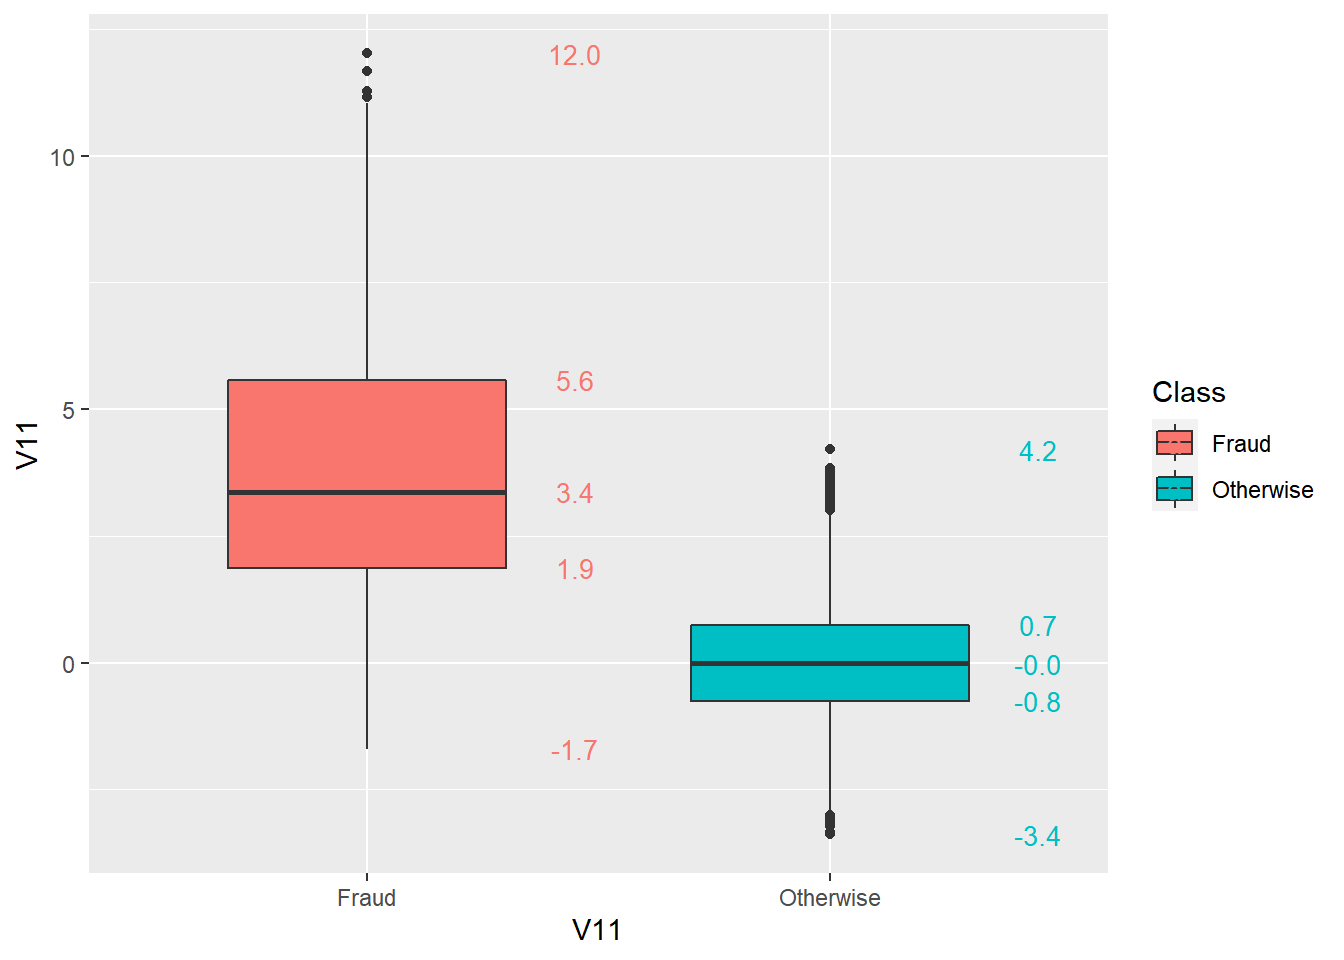 12.0
10
5.6
5
4.2
3.4
1.9
0.7
0
-0.0
-0.8
-1.7
-3.4
V11
Fraud
Otherwise
V11
Class
Fraud
Otherwise